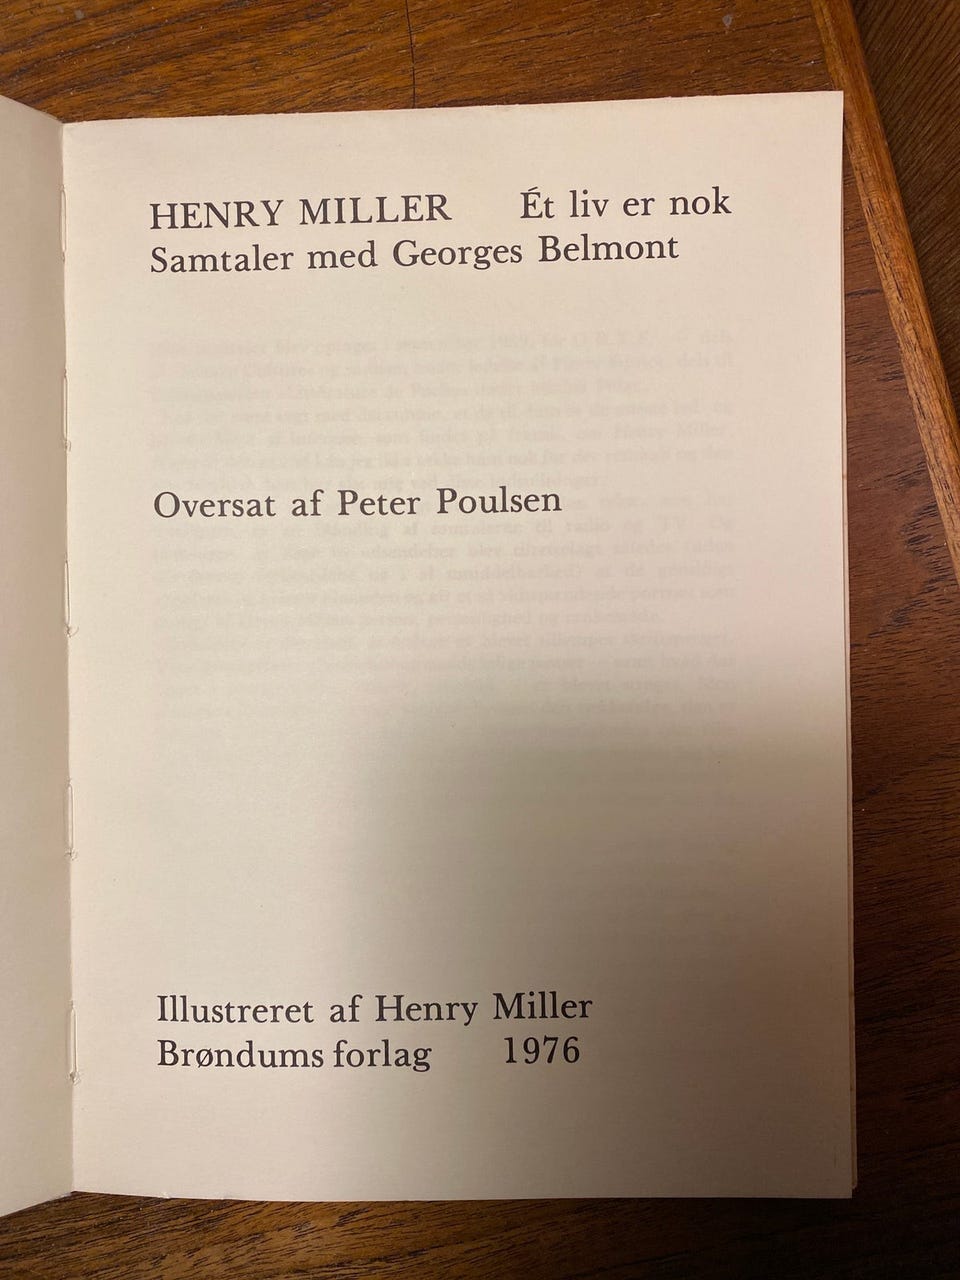 HENRY MILLER Ét liv er nok
Samtaler med Georges Belmont
Oversat af Peter Poulsen
Illustreret af Henry Miller
Brøndums forlag 1976